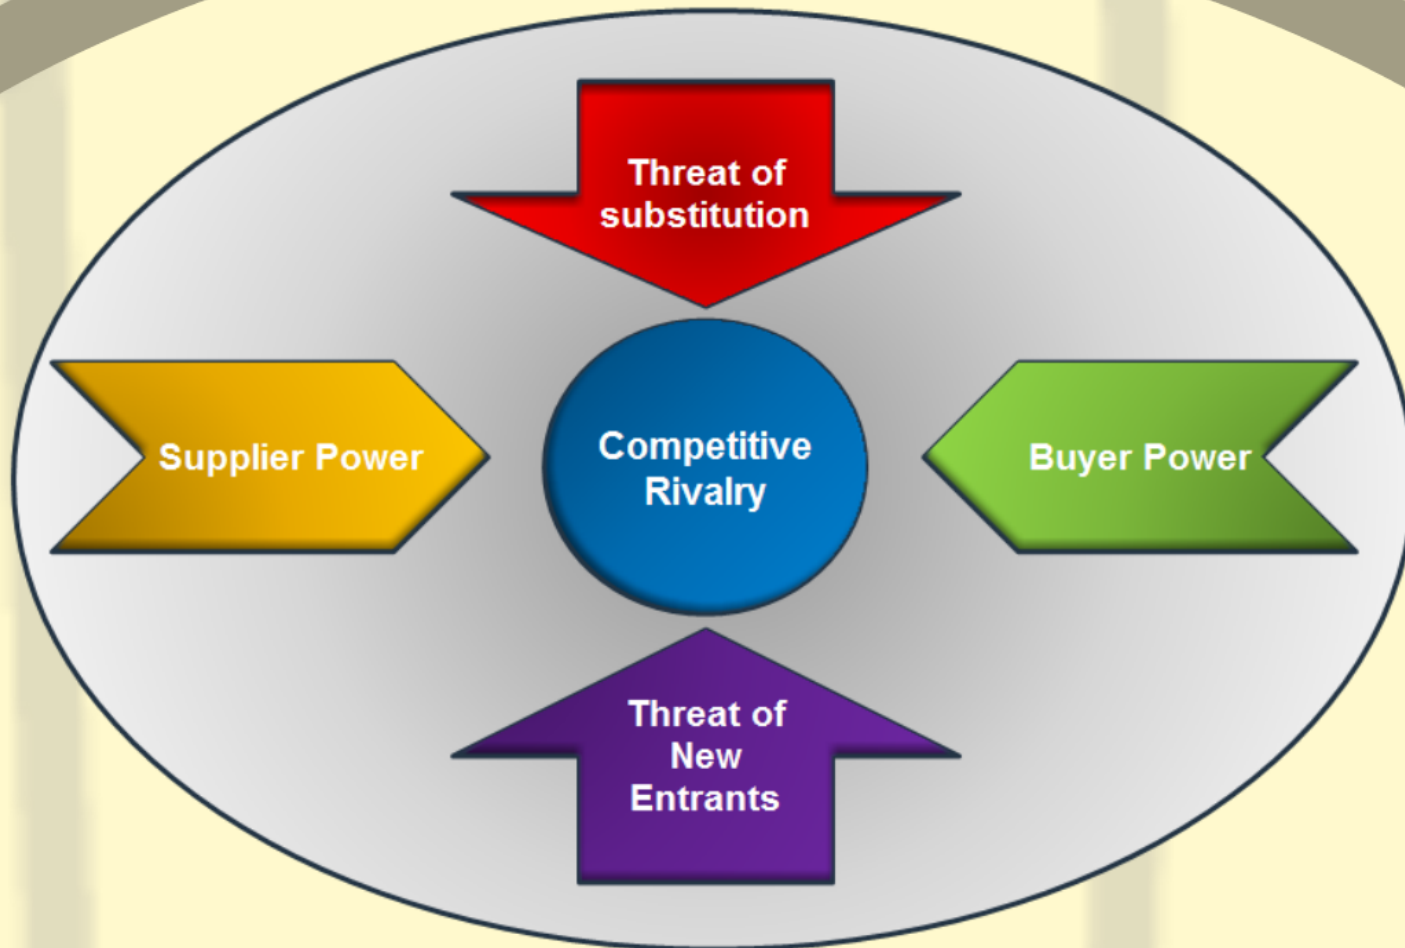 Threat of
substitution
Supplier Power
Competitive
Rivalry
Buyer Power
Threat of
New
Entrants